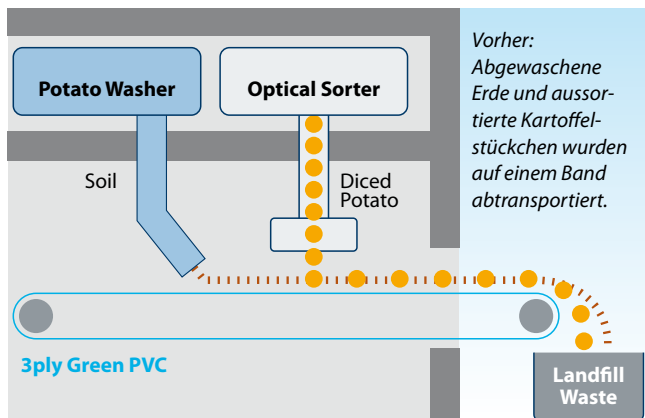 Potato Washer
Optical Sorter
Vorher:
Abgewaschene
Erde und aussor-
tierte Kartoffel-
stückchen wurden
auf einem Band
abtransportiert.
Soil
Diced
Potato
3ply Green PVC
Landfill
Waste